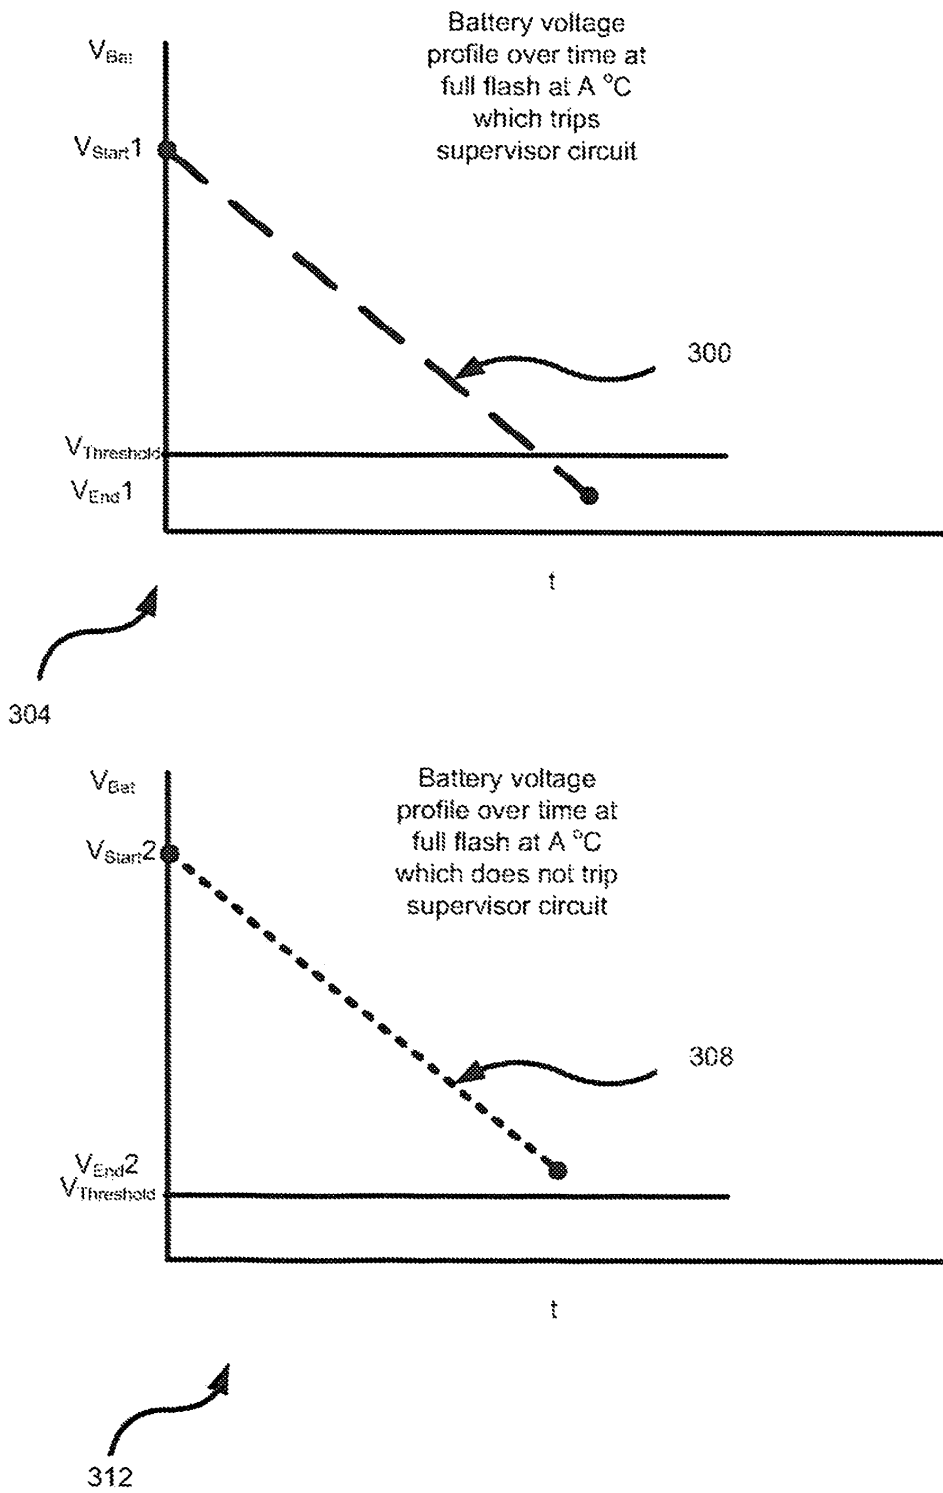 Battery voltage
profile over time at
full flash at A °C
which trips
supervisor circuit
VBat
VStart1
300
VThreshold
VEnd1
t
304
Battery voltage
profile over time at
full flash at A °C
which does not trip
supervisor circuit
VBat
VStart2
308
VEnd2
VThreshold
t
312